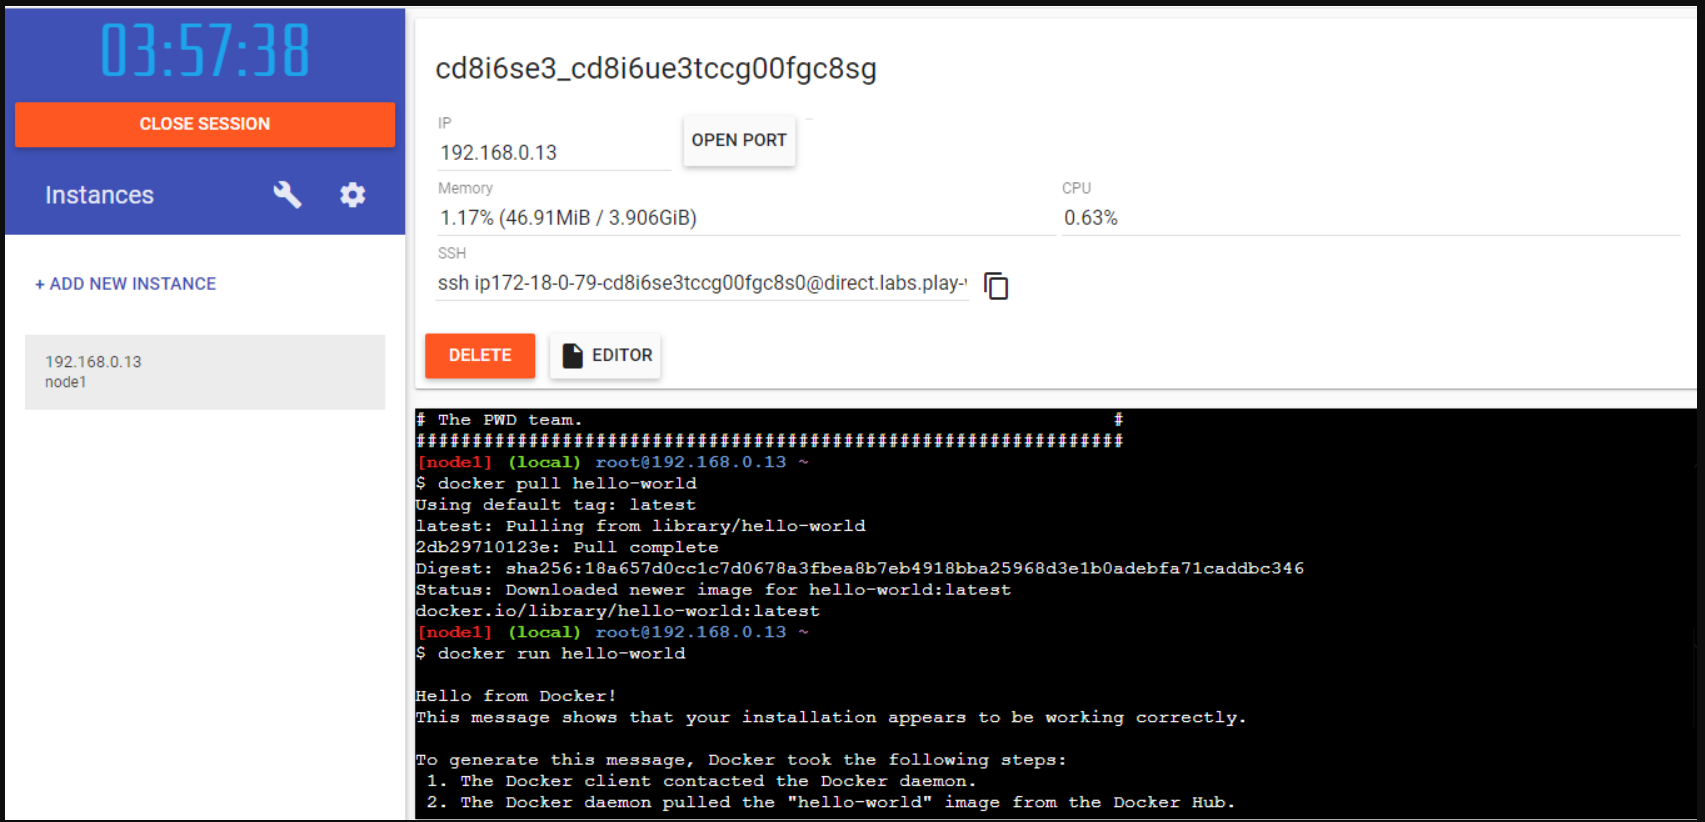 03:57:38
CLOSE SESSION
Instances
+ ADD NEW INSTANCE
192.168.0.13
node1
cd8i6se3_cd8i6ue3tccg00fgc8sg
IP
192.168.0.13
OPEN PORT
Memory
1.17% (46.91MiB / 3.906GiB)
CPU
0.63%
SSH
ssh ip172-18-0-79-cd8i6se3tccg00fgc8s0@direct.labs.play-
DELETE
EDITOR
# The PWD team. #
###############################################################
[node1] (local) root@192.168.0.13 ~
$ docker pull hello-world
Using default tag: latest
latest: Pulling from library/hello-world
2db29710123e: Pull complete
Digest: sha256:18a657d0cc1c7d0678a3fbea8b7eb4918bba25968d3e1b0adebfa71caddbc346
Status: Downloaded newer image for hello-world:latest
docker.io/library/hello-world:latest
[node1] (local) root@192.168.0.13 ~
$ docker run hello-world
Hello from Docker!
This message shows that your installation appears to be working correctly.
To generate this message, Docker took the following steps:
1. The Docker client contacted the Docker daemon.
2. The Docker daemon pulled the "hello-world" image from the Docker Hub.